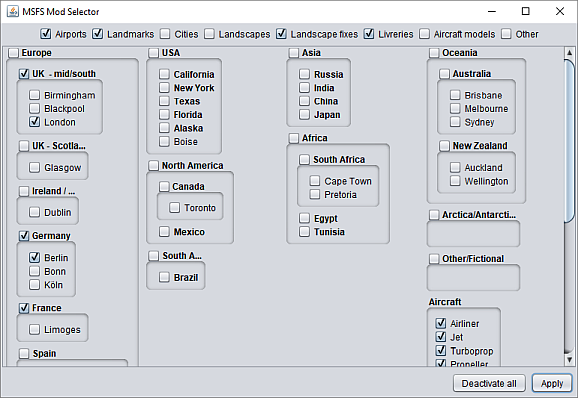 MSFS Mod Selector
Airports Landmarks Cities Landscapes Landscape fixes Livreries Aircraft models Other
Europe
UK - mid/south
Birmingham
Blackpool
London
UK - Scotla...
Glasgow
Ireland / ...
Dublin
Germany
Berlin
Bonn
Köln
France
Limoges
Spain
USA
California
New York
Texas
Florida
Alaska
Boise
North America
Canada
Toronto
Mexico
South A...
Brazil
Asia
Russia
India
China
Japan
Africa
South Africa
Cape Town
Pretoria
Egypt
Tunisia
Oceania
Australia
Brisbane
Melbourne
Sydney
New Zealand
Auckland
Wellington
Arctica/Antarcti...
Other/Fictional
Aircraft
Airliner
Jet
Turboprop
Propeller
Deactivate all Apply